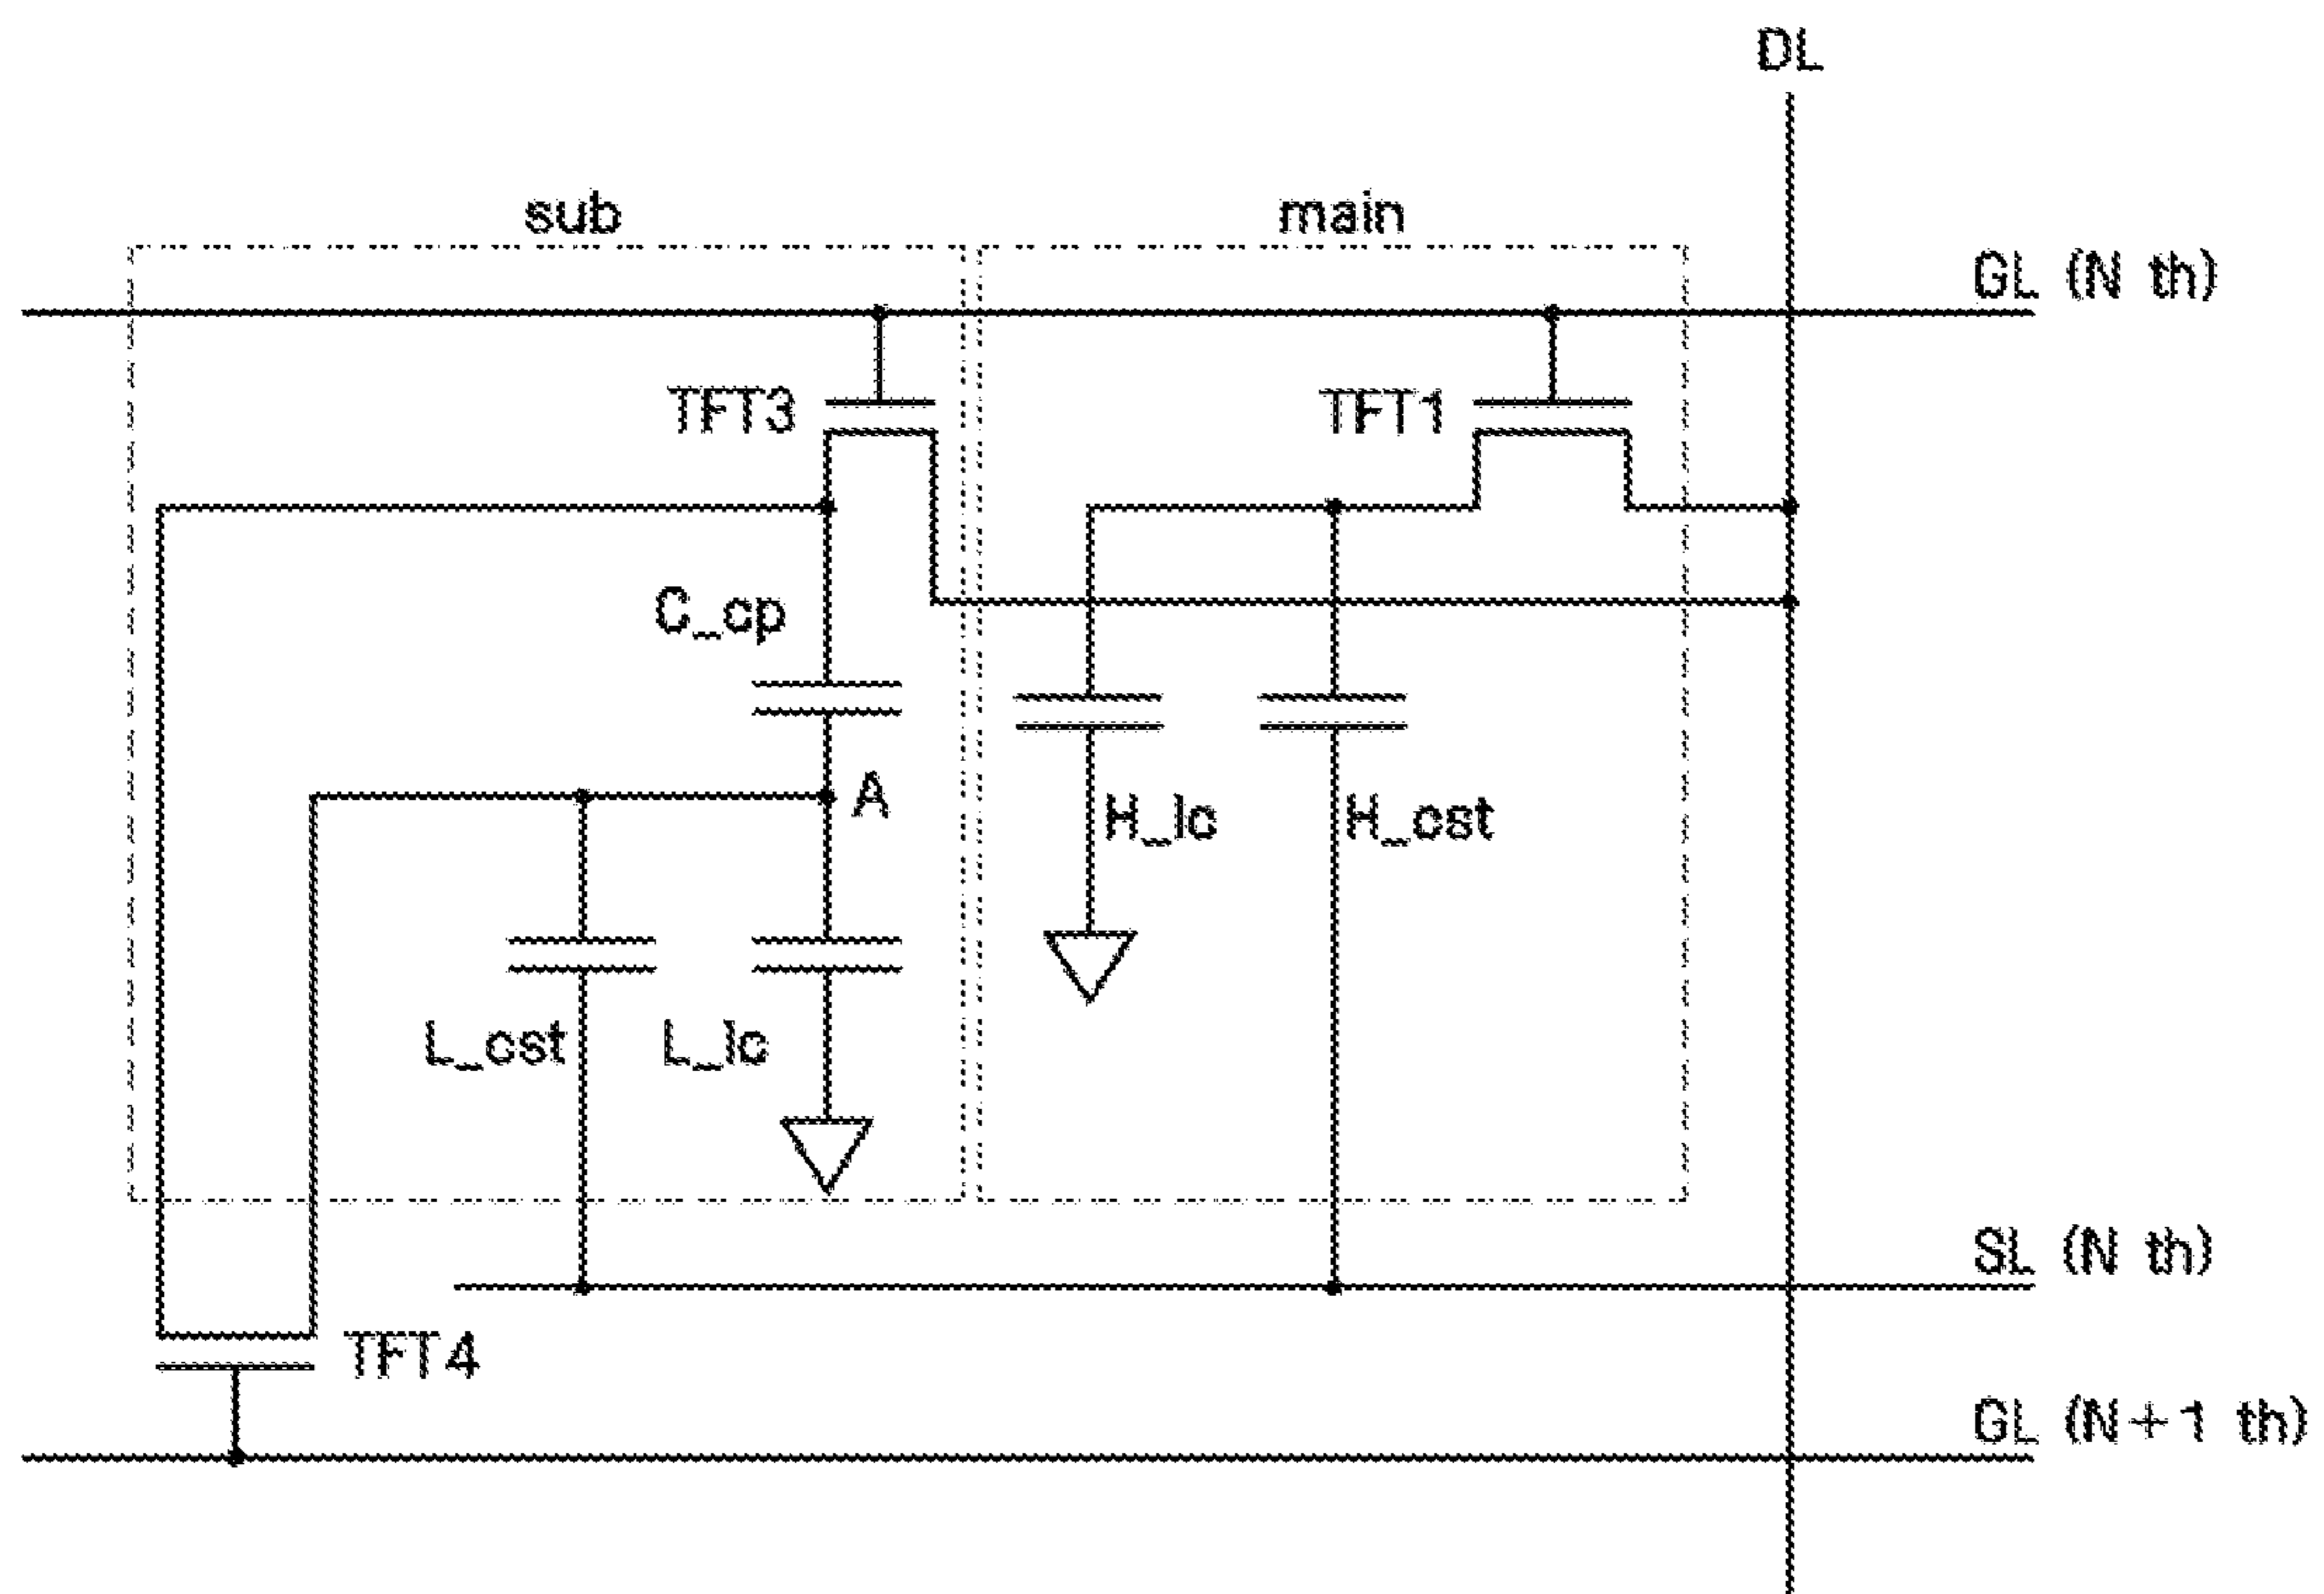 DL
sub
main
GL (N th)
TFT3
TFT1
C_cp
A
H_lc
H_cst
L_cst
L_lc
SL (N th)
TFT4
GL (N+1 th)